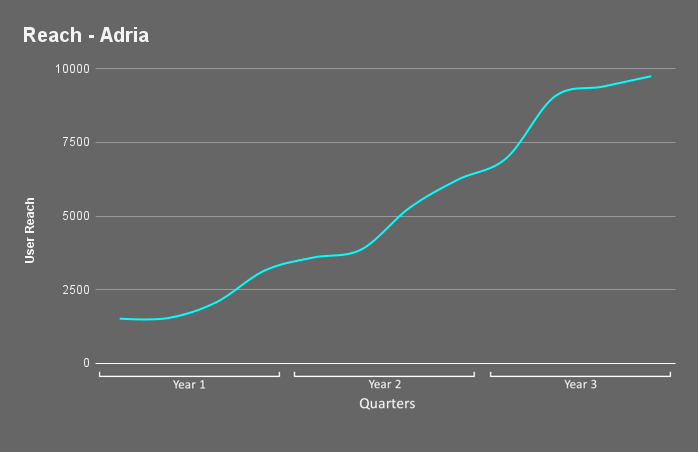 Reach - Adria
10000
7500
5000
2500
0
User Reach
Year 1
Year 2
Year 3
Quarters